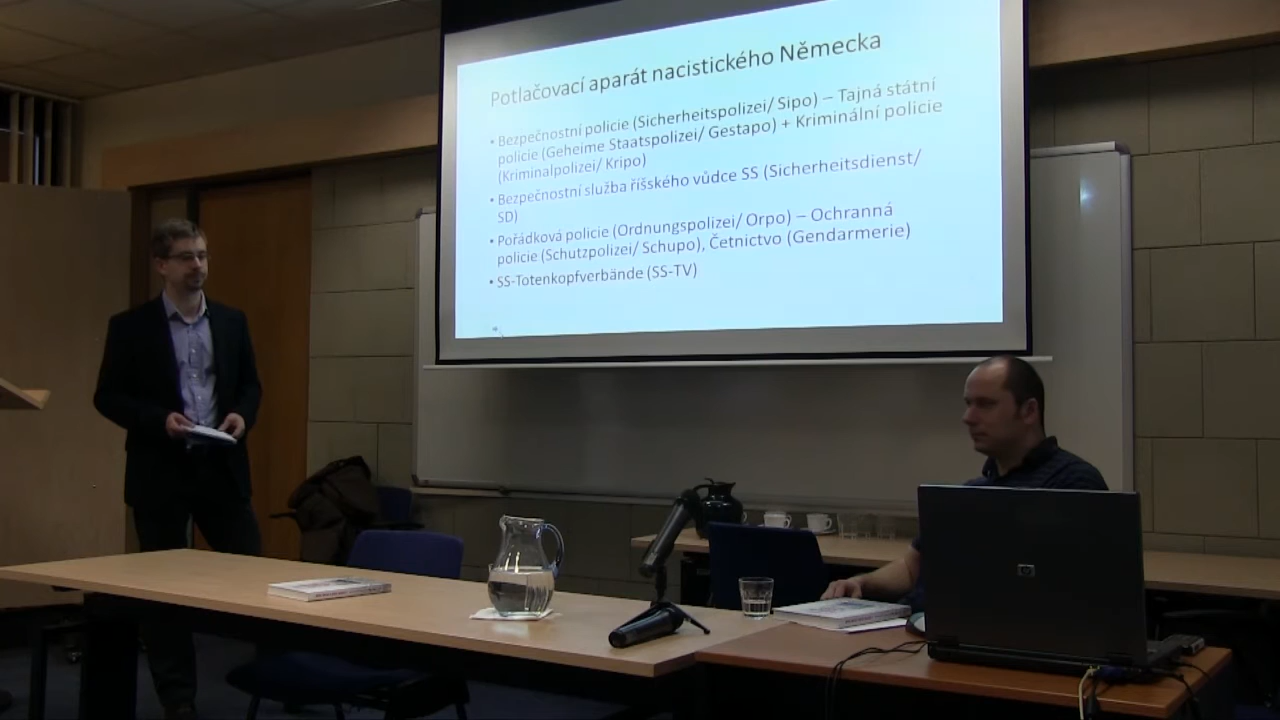 Potlačovací aparát nacistického Německa
• Bezpečnostní policie (Sicherheitspolizei/ Sipo) – Tajná státní
policie (Geheime Staatspolizei/ Gestapo) + Kriminální policie
(Kriminalpolizei/ Kripo)
• Bezpečnostní služba říšského vůdce SS (Sicherheitsdienst/
SD)
• Pořádková policie (Ordnungspolizei/ Orpo) – Ochranná
policie (Schutzpolizei/ Schupo), Četnictvo (Gendarmerie)
• SS-Totenkopfverbände (SS-TV)
hp